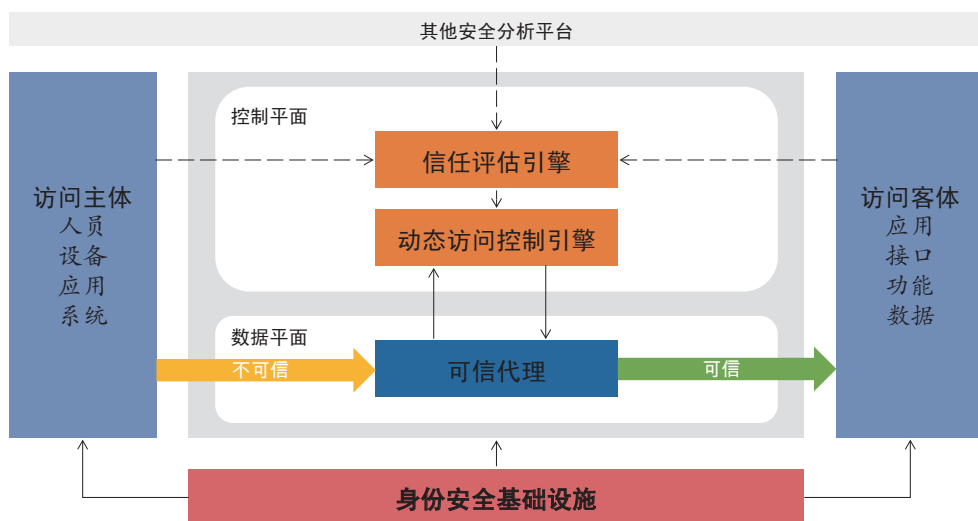 其他安全分析平台
控制平面
信任评估引擎
动态访问控制引擎
访问主体
人员
设备
应用
系统
访问客体
应用
接口
功能
数据
数据平面
不可信
可信代理
可信
身份安全基础设施